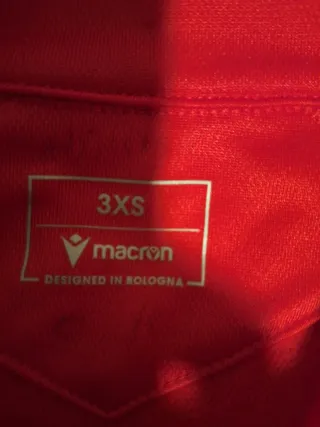 3XS
macron
DESIGNED IN BOLOGNA